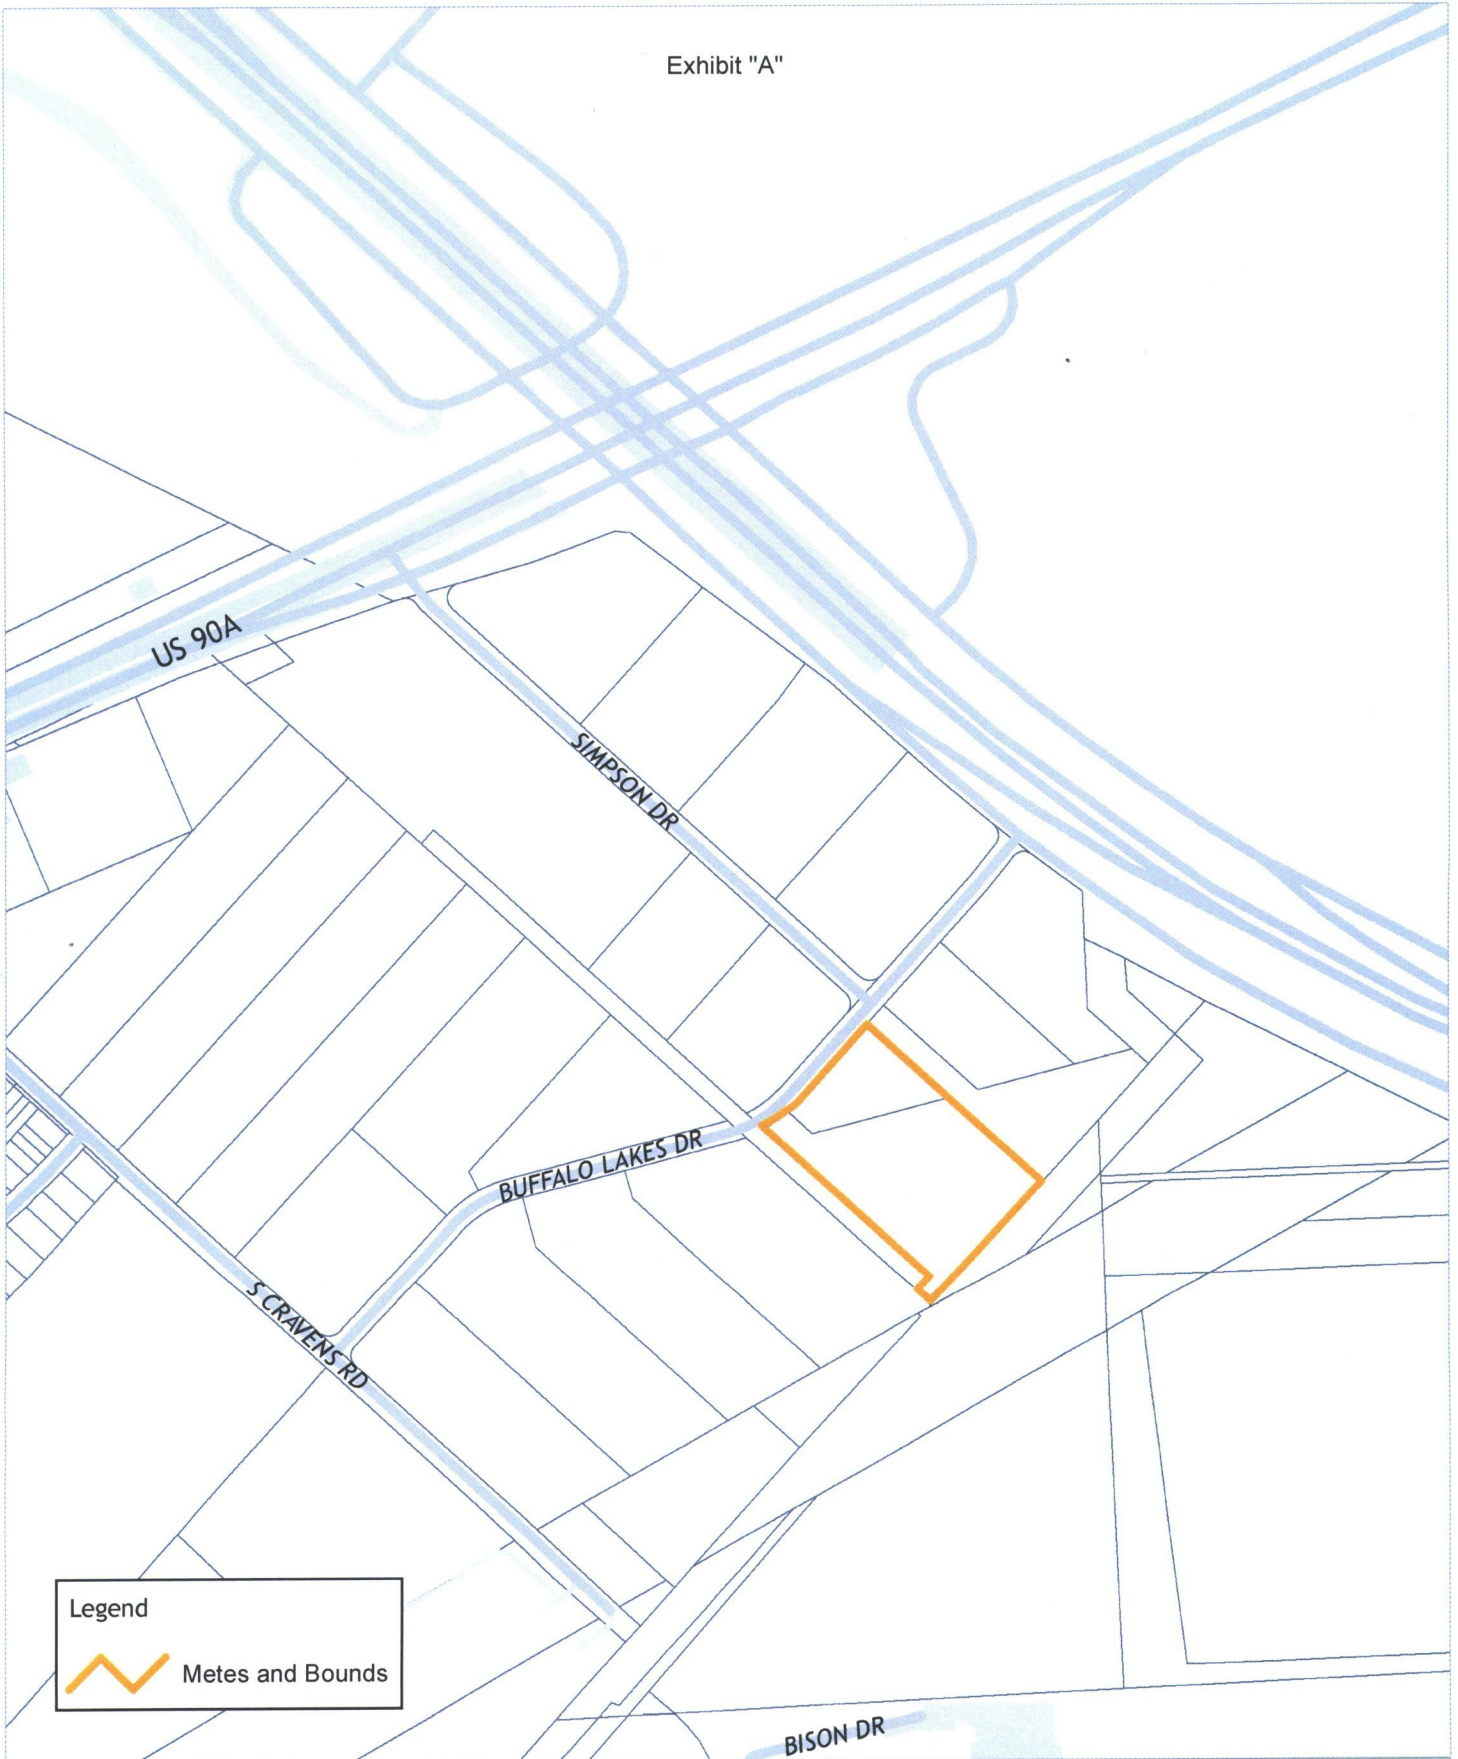 Exhibit "A"
US 90A
SIMPSON DR
BUFFALO LAKES DR
S CRAVENS RD
Legend
Metes and Bounds
BISON DR